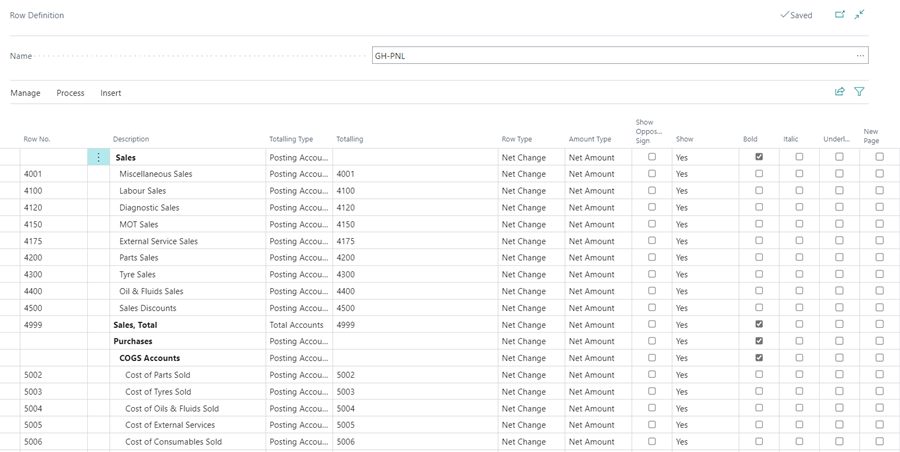 Row Definition
Saved
Name
GH-PNL
Manage Process Insert
Row No. Description Totalling Type Totalling Row Type Amount Type Show Oppos... Sign Show Bold Italic Underl... New Page
Sales Posting Accou... Net Change Net Amount Yes
4001 Miscellaneous Sales Posting Accou... 4001 Net Change Net Amount Yes
4100 Labour Sales Posting Accou... 4100 Net Change Net Amount Yes
4120 Diagnostic Sales Posting Accou... 4120 Net Change Net Amount Yes
4150 MOT Sales Posting Accou... 4150 Net Change Net Amount Yes
4175 External Service Sales Posting Accou... 4175 Net Change Net Amount Yes
4200 Parts Sales Posting Accou... 4200 Net Change Net Amount Yes
4300 Tyre Sales Posting Accou... 4300 Net Change Net Amount Yes
4400 Oil & Fluids Sales Posting Accou... 4400 Net Change Net Amount Yes
4500 Sales Discounts Posting Accou... 4500 Net Change Net Amount Yes
4999 Sales, Total Total Accounts 4999 Net Change Net Amount Yes
Purchases Posting Accou... Net Change Net Amount Yes
COGS Accounts Posting Accou... Net Change Net Amount Yes
5002 Cost of Parts Sold Posting Accou... 5002 Net Change Net Amount Yes
5003 Cost of Tyres Sold Posting Accou... 5003 Net Change Net Amount Yes
5004 Cost of Oils & Fluids Sold Posting Accou... 5004 Net Change Net Amount Yes
5005 Cost of External Services Posting Accou... 5005 Net Change Net Amount Yes
5006 Cost of Consumables Sold Posting Accou... 5006 Net Change Net Amount Yes